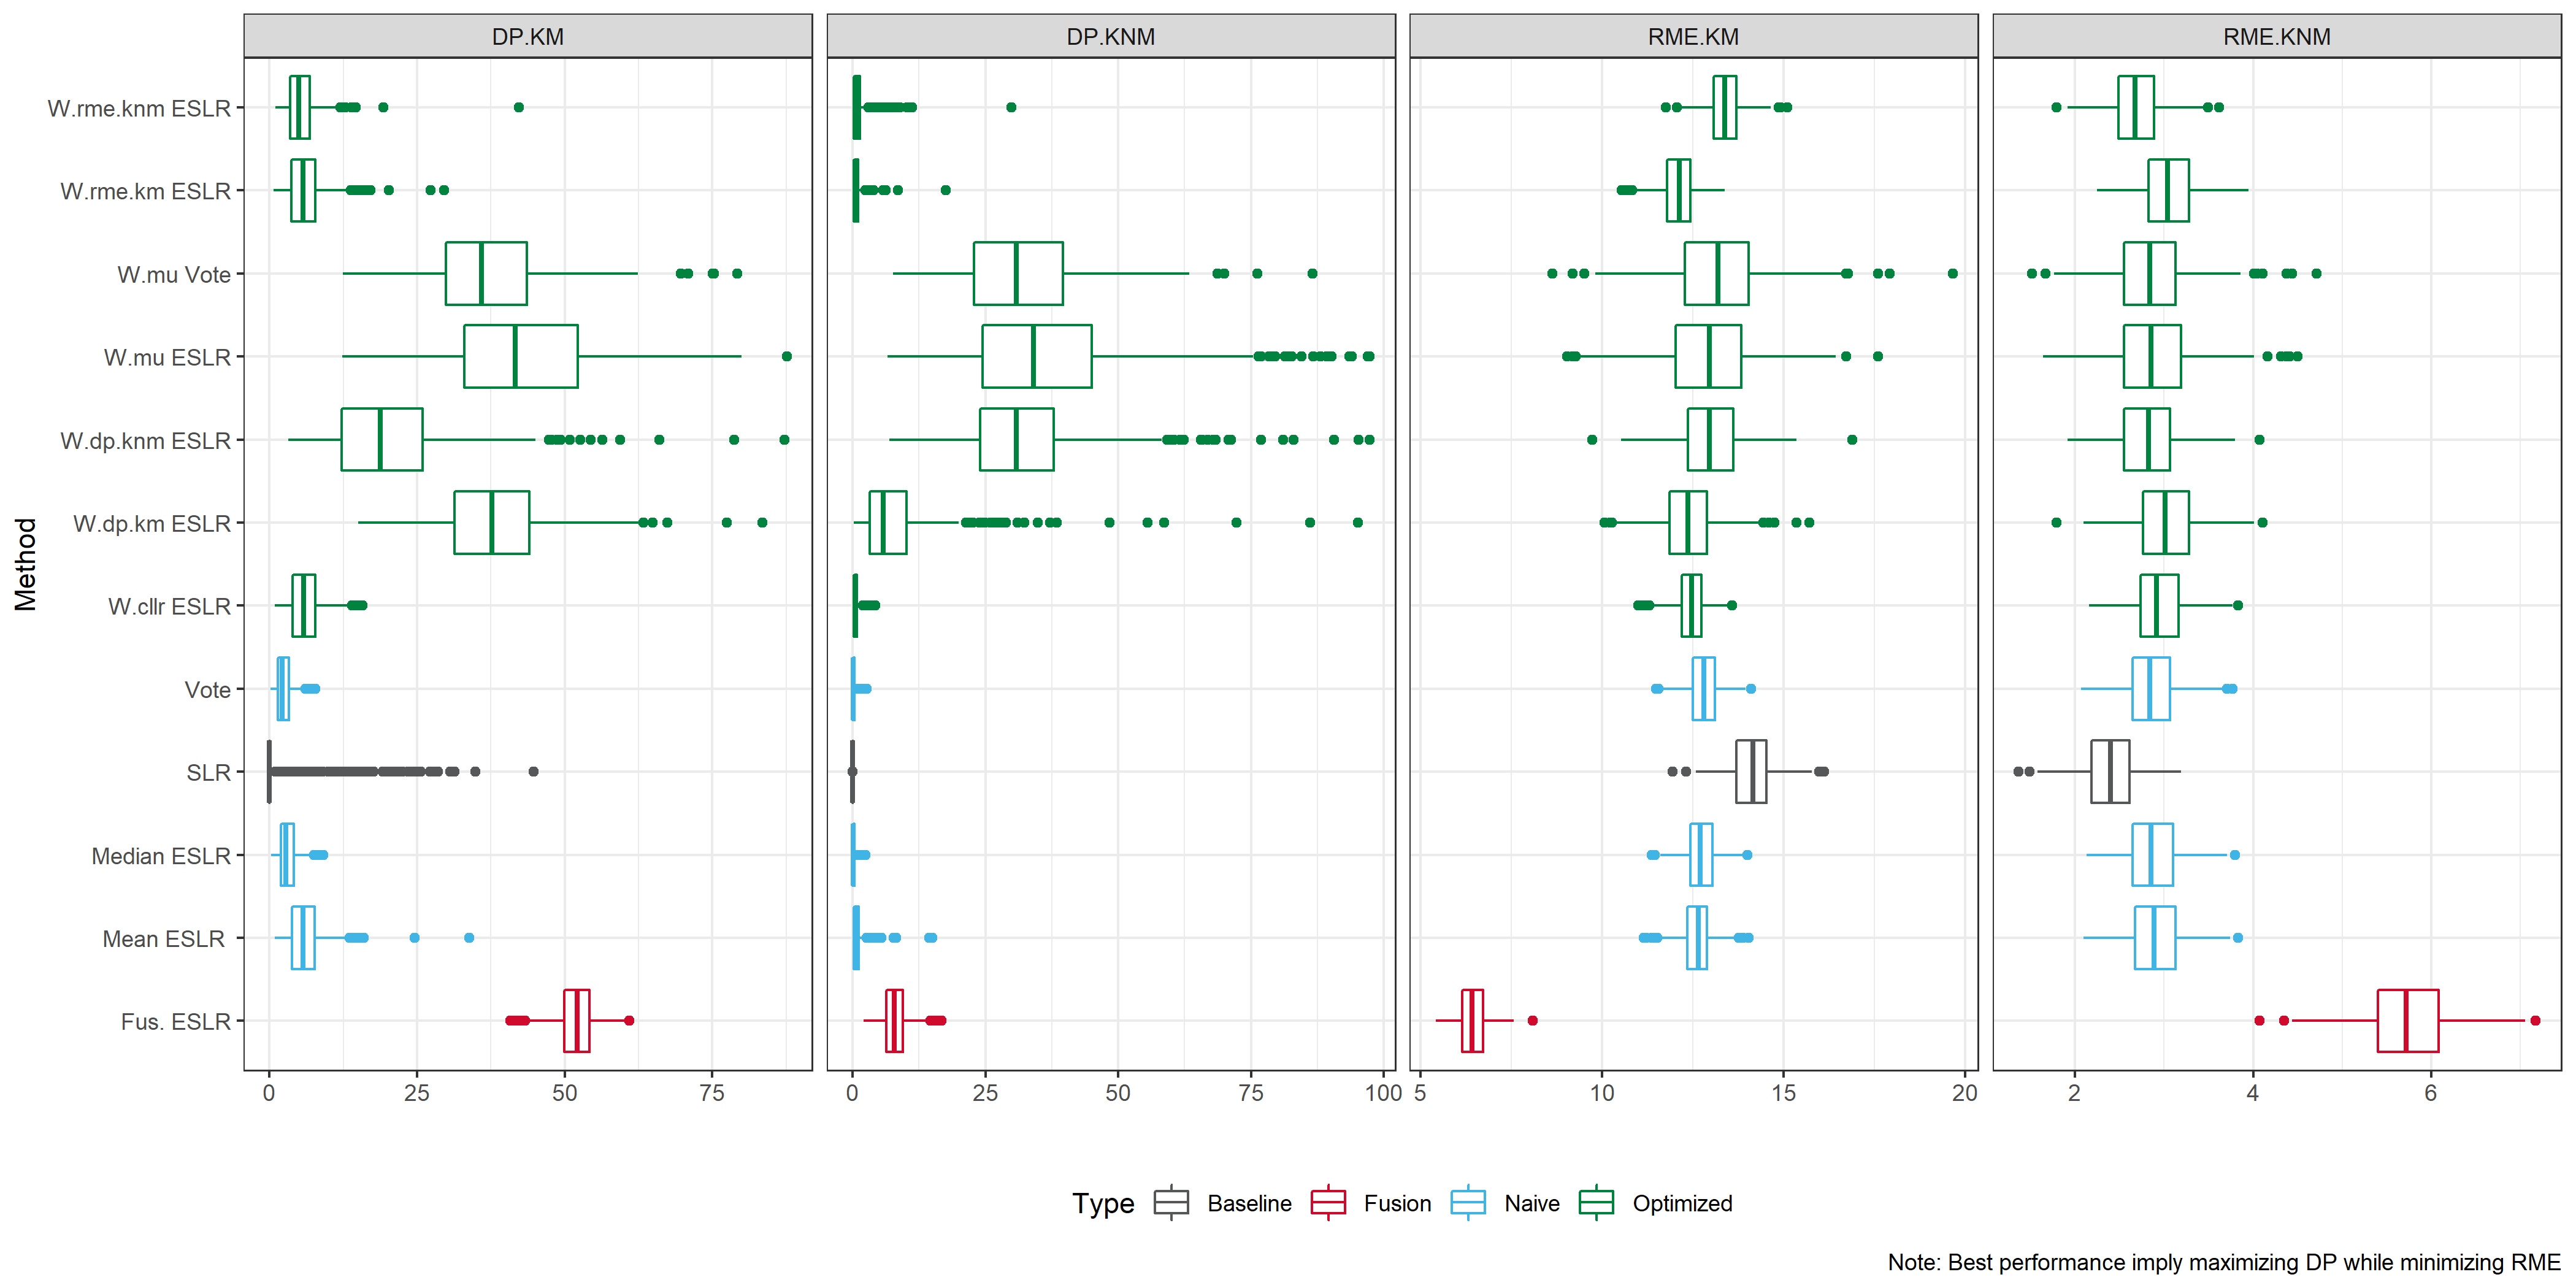 DP.KM DP.KNM RME.KM RME.KNM
Method
W.rme.knm ESLR
W.rme.km ESLR
W.mu Vote
W.mu ESLR
W.dp.knm ESLR
W.dp.km ESLR
W.cllr ESLR
Vote
SLR
Median ESLR
Mean ESLR
Fus. ESLR
0 25 50 75 0 25 50 75 100 5 10 15 20 2 4 6
Type Baseline Fusion Naive Optimized
Note: Best performance imply maximizing DP while minimizing RME